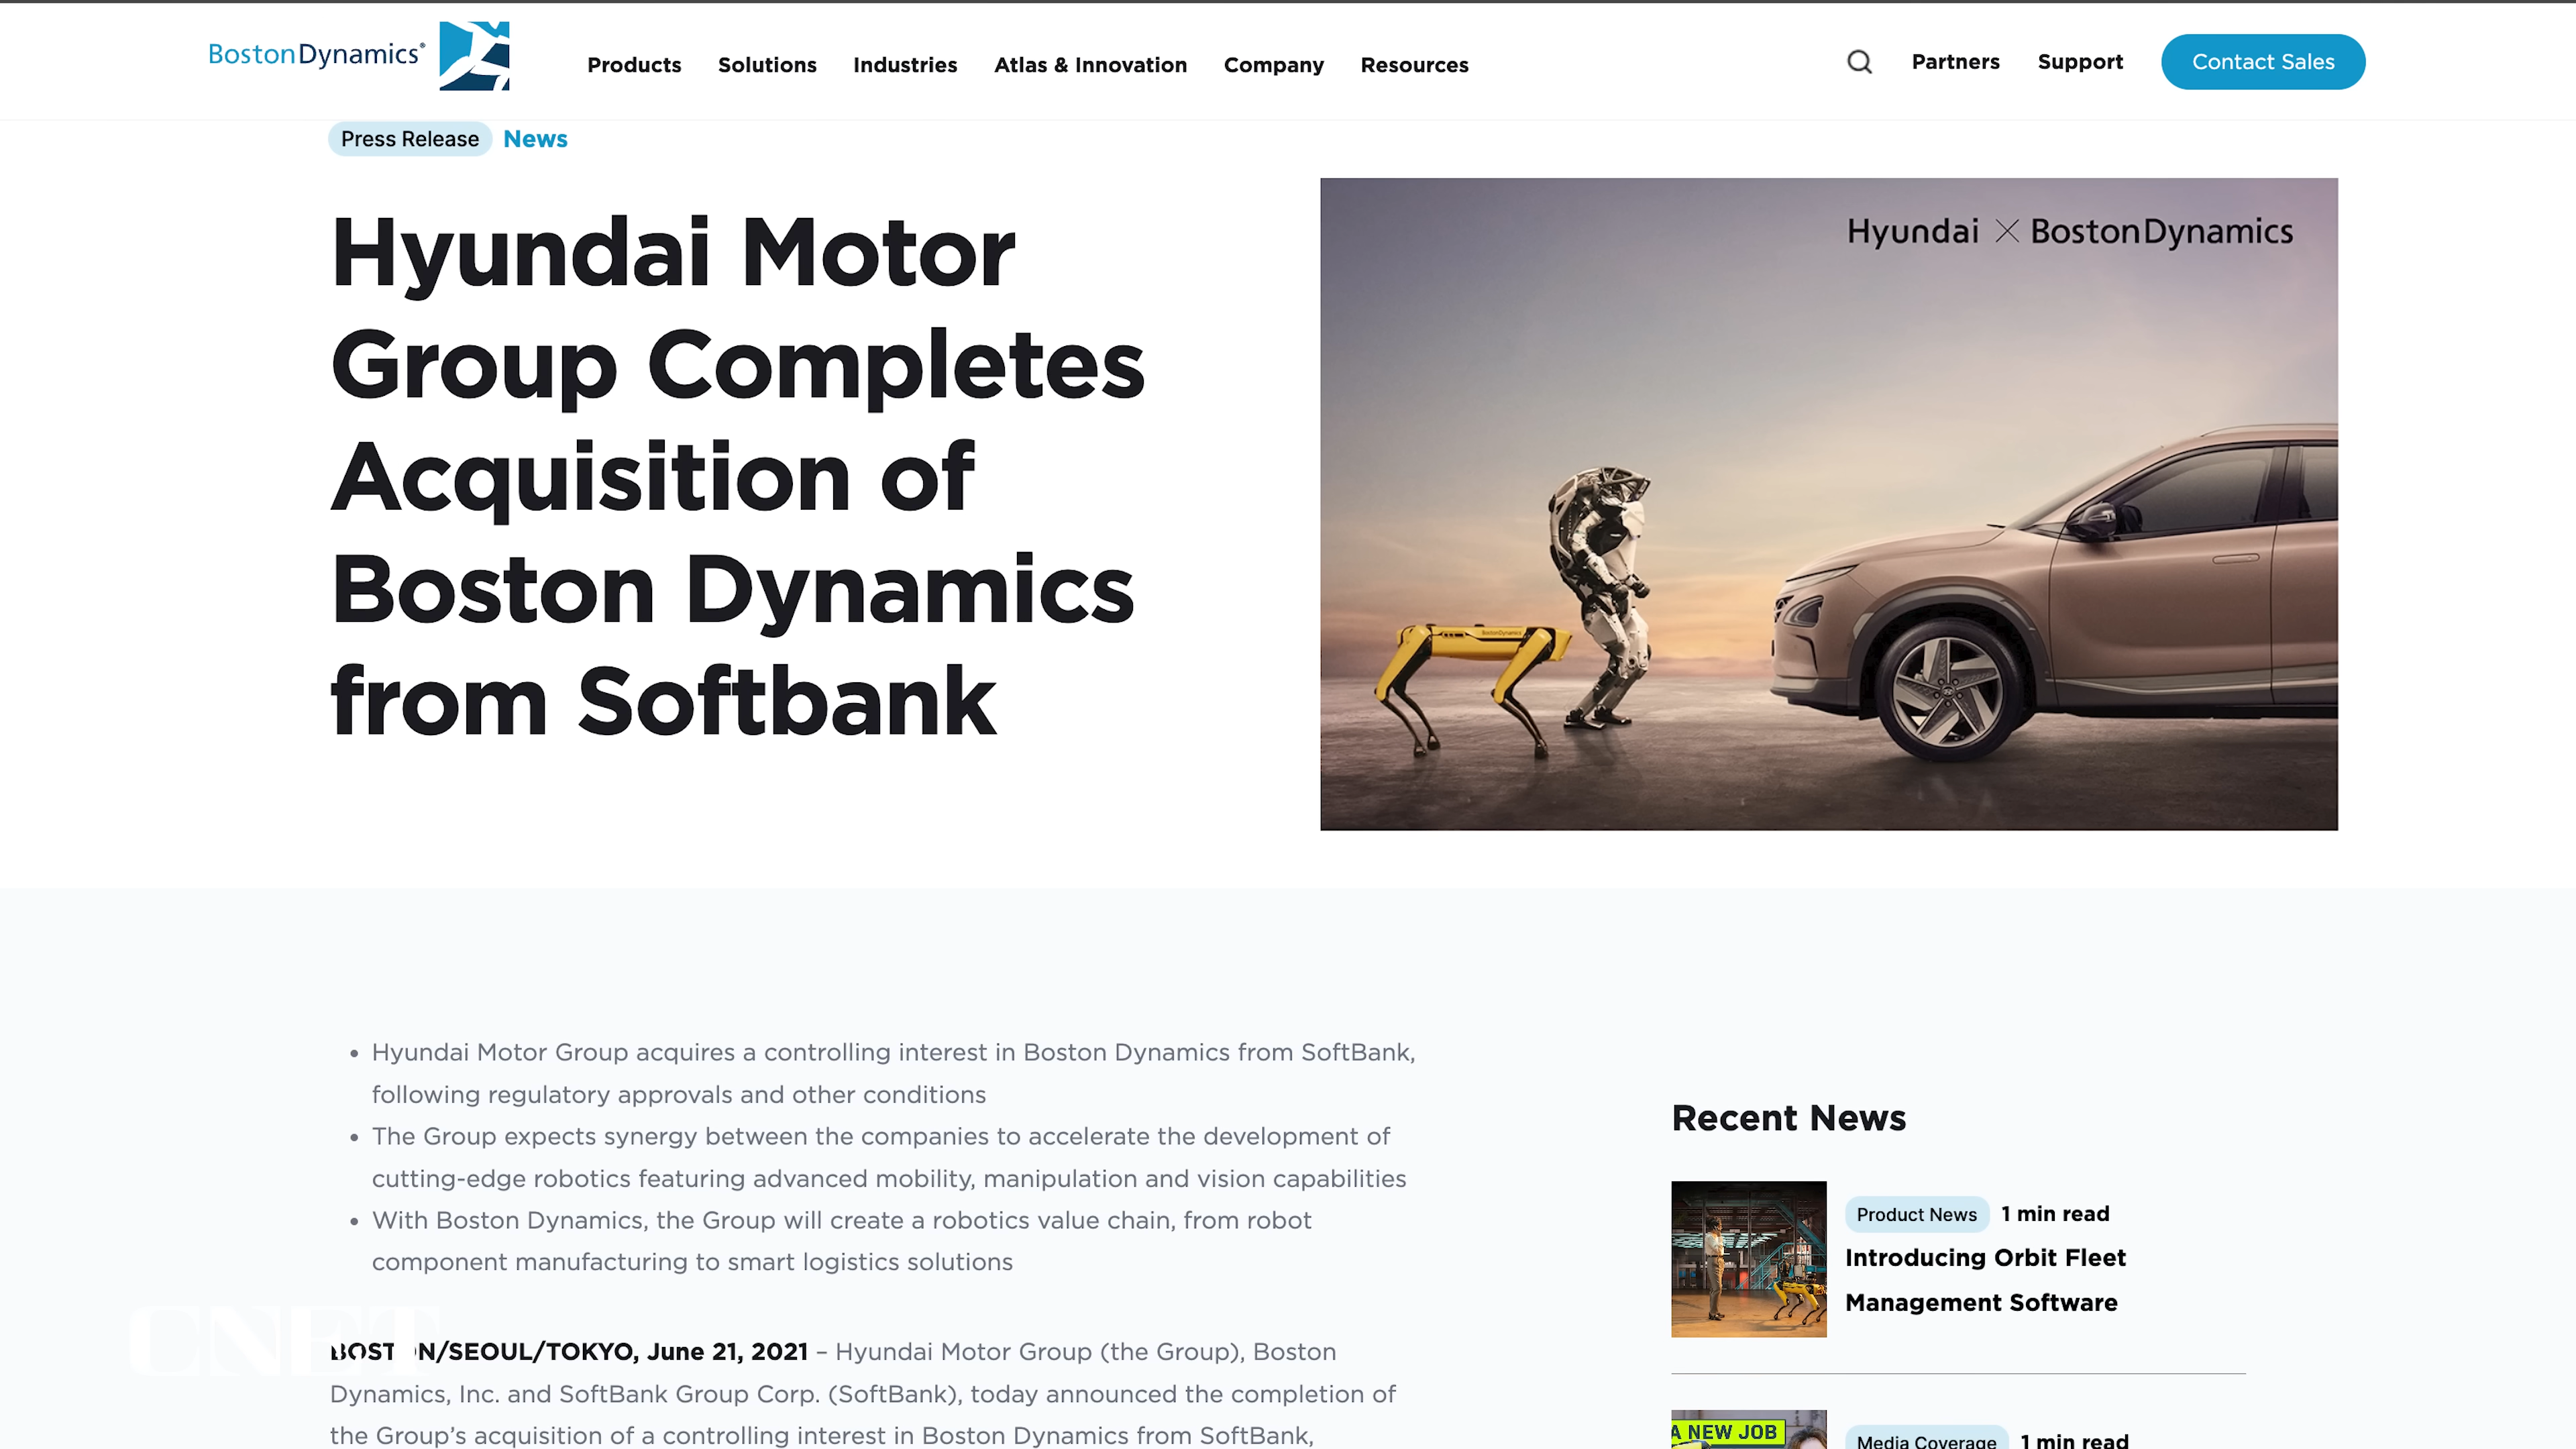 BostonDynamics®
Products Solutions Industries Atlas & Innovation Company Resources
Partners Support Contact Sales
Press Release News
Hyundai Motor
Group Completes
Acquisition of
Boston Dynamics
from Softbank
Hyundai × BostonDynamics
BostonDynamics
• Hyundai Motor Group acquires a controlling interest in Boston Dynamics from SoftBank,
following regulatory approvals and other conditions
• The Group expects synergy between the companies to accelerate the development of
cutting-edge robotics featuring advanced mobility, manipulation and vision capabilities
• With Boston Dynamics, the Group will create a robotics value chain, from robot
component manufacturing to smart logistics solutions
CNET
BOSTON/SEOUL/TOKYO, June 21, 2021 – Hyundai Motor Group (the Group), Boston
Dynamics, Inc. and SoftBank Group Corp. (SoftBank), today announced the completion of
the Group’s acquisition of a controlling interest in Boston Dynamics from SoftBank,
Recent News
Product News 1 min read
Introducing Orbit Fleet
Management Software
A NEW JOB
Media Coverage 1 min read